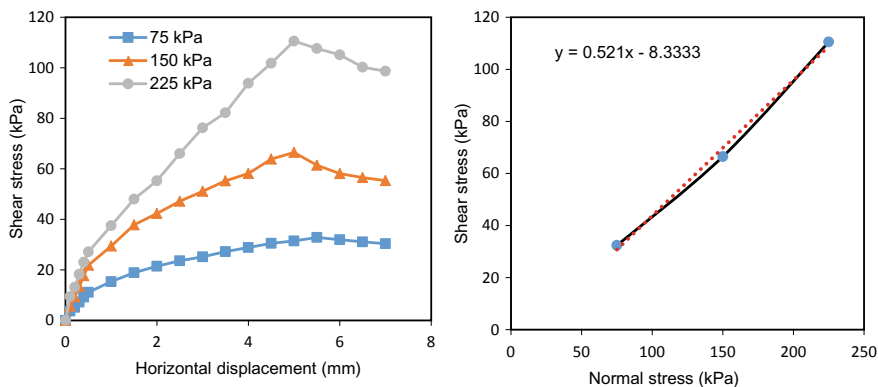 120
100
80
60
40
20
0
Shear stress (kPa)
75 kPa
150 kPa
225 kPa
0 2 4 6 8
Horizontal displacement (mm)
120
100
80
60
40
20
0
Shear stress (kPa)
y = 0.521x - 8.3333
0 50 100 150 200 250
Normal stress (kPa)